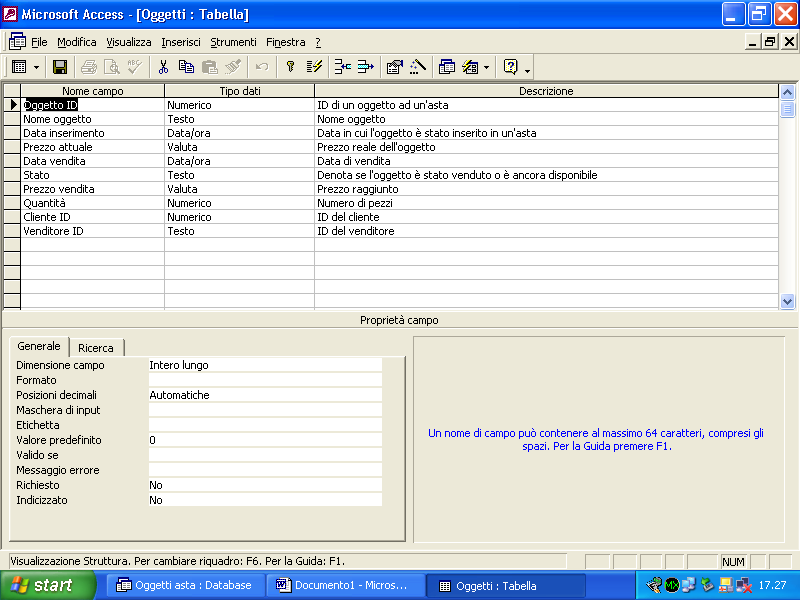 Microsoft Access - [Oggetti : Tabella]
File Modifica Visualizza Inserisci Strumenti Finestra ?
Nome campo Tipo dati Descrizione
Oggetto ID Numerico ID di un oggetto ad un'asta
Nome oggetto Testo Nome oggetto
Data inserimento Data/ora Data in cui l'oggetto è stato inserito in un'asta
Prezzo attuale Valuta Prezzo reale dell'oggetto
Data vendita Data/ora Data di vendita
Stato Testo Denota se l'oggetto è stato venduto o è ancora disponibile
Prezzo vendita Valuta Prezzo raggiunto
Quantità Numerico Numero di pezzi
Cliente ID Numerico ID del cliente
Venditore ID Testo ID del venditore
Proprietà campo
Generale Ricerca
Dimensione campo Intero lungo
Formato
Posizioni decimali Automatiche
Maschera di input
Etichetta
Valore predefinito 0
Valido se
Messaggio errore
Richiesto No
Indicizzato No
Un nome di campo può contenere al massimo 64 caratteri, compresi gli
spazi. Per la Guida premere F1.
Visualizzazione Struttura. Per cambiare riquadro: F6. Per la Guida: F1. NUM
start Oggetti asta : Database Documento1 - Micros... Oggetti : Tabella 17.27